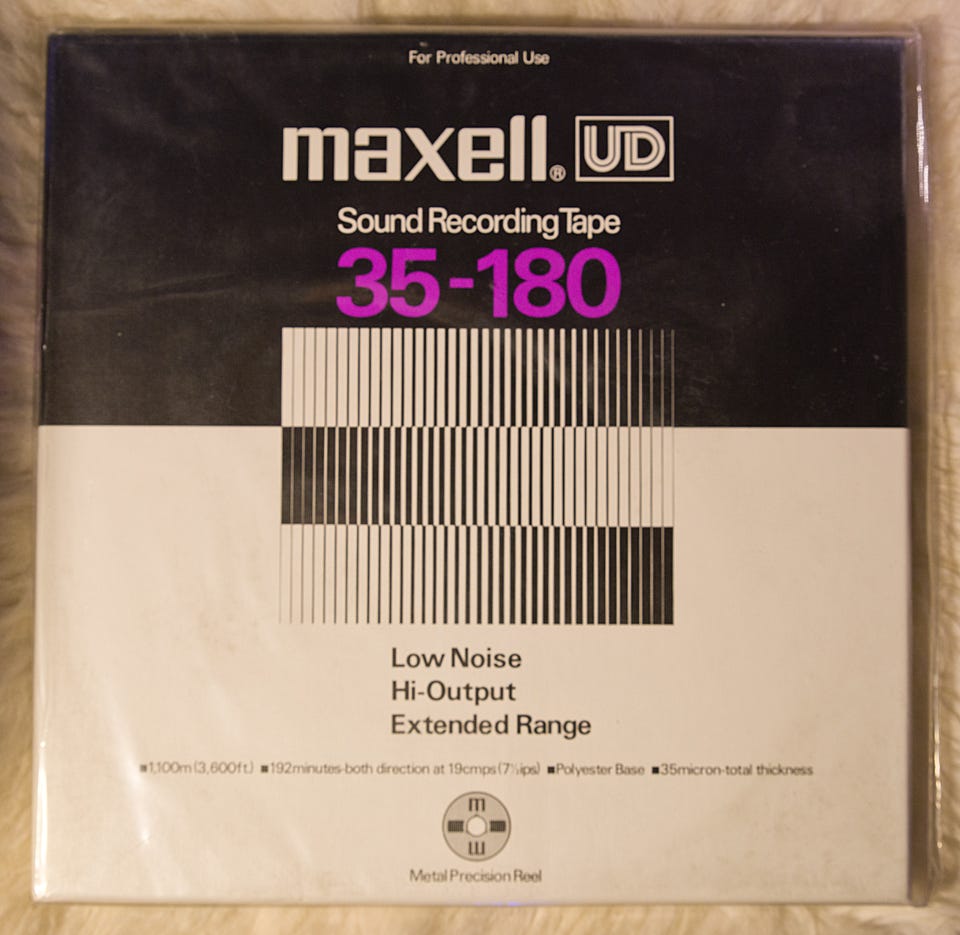 For Professional Use
maxell® UD
Sound Recording Tape
35-180
Low Noise
Hi-Output
Extended Range
■1,100m(3,600ft.) ■192minutes-both direction at 19cmps(7½ips) ■Polyester Base ■35micron-total thickness
m
m
Metal Precision Reel